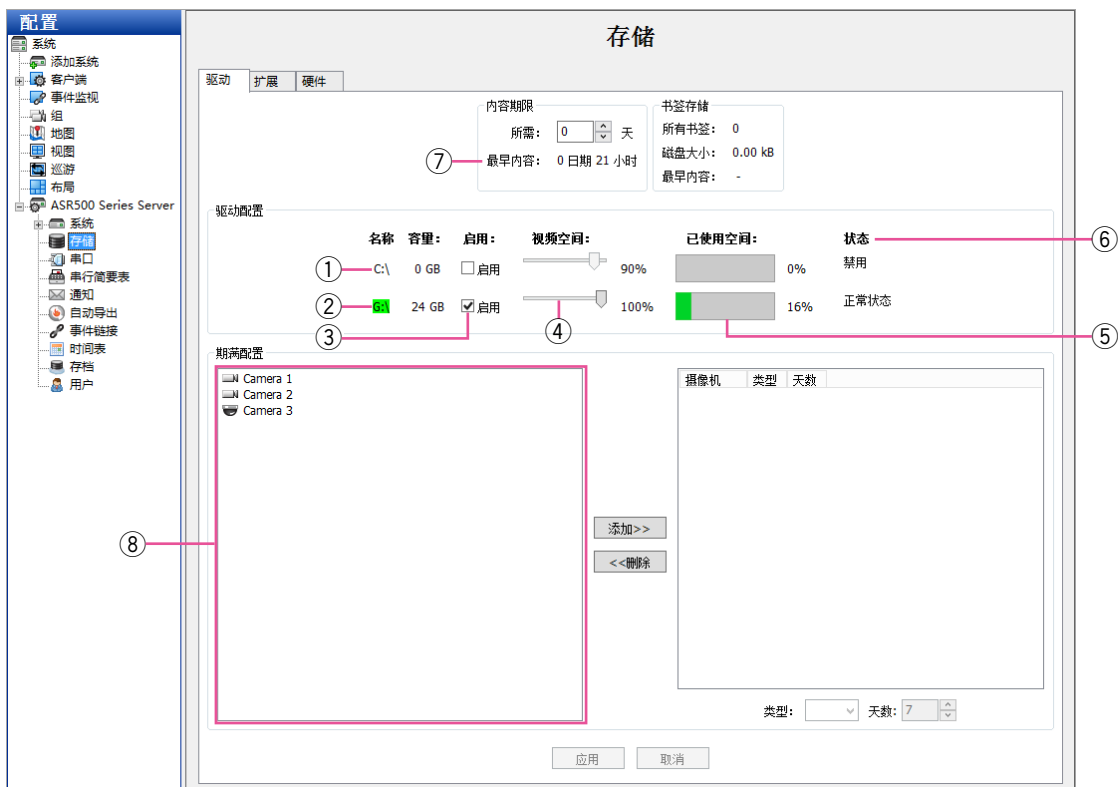 配置
系统
添加系统
客户端
事件监视
组
地图
视图
巡游
布局
ASR500 Series Server
系统
存储
串口
串行简要表
通知
自动导出
事件链接
时间表
存档
用户
存储
驱动 扩展 硬件
内容期限
所需： 0 天
⑦ 最早内容： 0 日期 21 小时
书签存储
所有书签： 0
磁盘大小： 0.00 kB
最早内容： -
驱动配置
名称 容量： 启用： 视频空间： 已使用空间： 状态 ⑥
① C:\ 0 GB 启用 90% 0% 禁用
② G:\ 24 GB 启用 100% 16% 正常状态
③ ④ ⑤
期满配置
Camera 1
Camera 2
Camera 3
⑧
添加>>
<<删除
摄像机 类型 天数
类型： 天数: 7
应用 取消